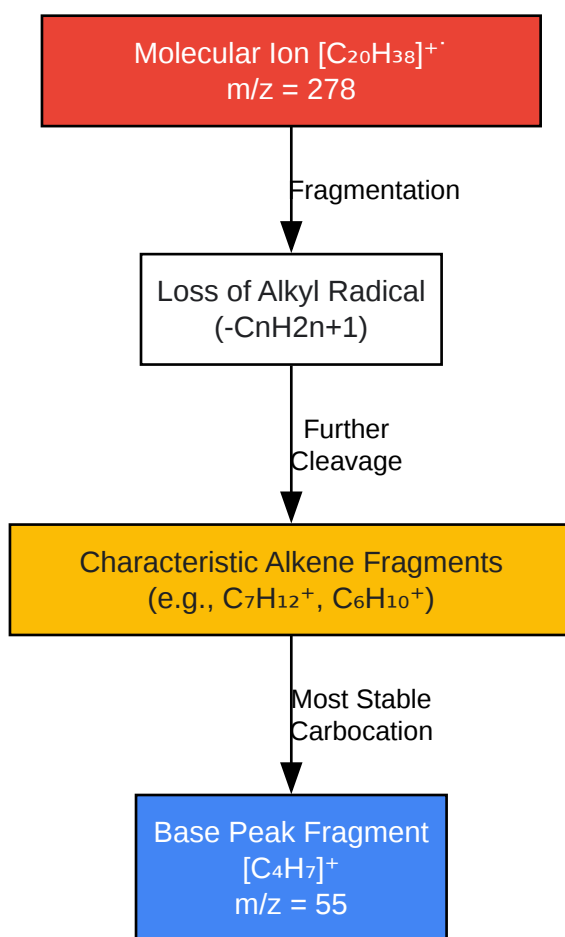 Molecular Ion [C₂₀H₃₈]⁺˙
m/z = 278
Fragmentation
Loss of Alkyl Radical
(-CnH2n+1)
Further
Cleavage
Characteristic Alkene Fragments
(e.g., C₇H₁₂⁺, C₆H₁₀⁺)
Most Stable
Carbocation
Base Peak Fragment
[C₄H₇]⁺
m/z = 55